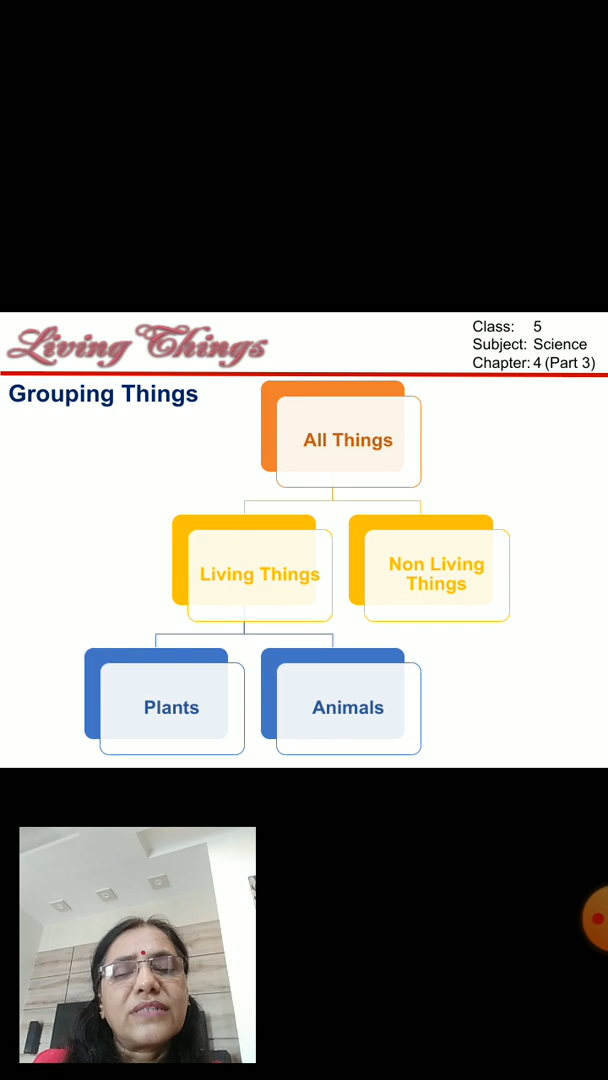 Living Things
Class: 5
Subject: Science
Chapter: 4 (Part 3)
Grouping Things
All Things
Living Things
Non Living
Things
Plants
Animals